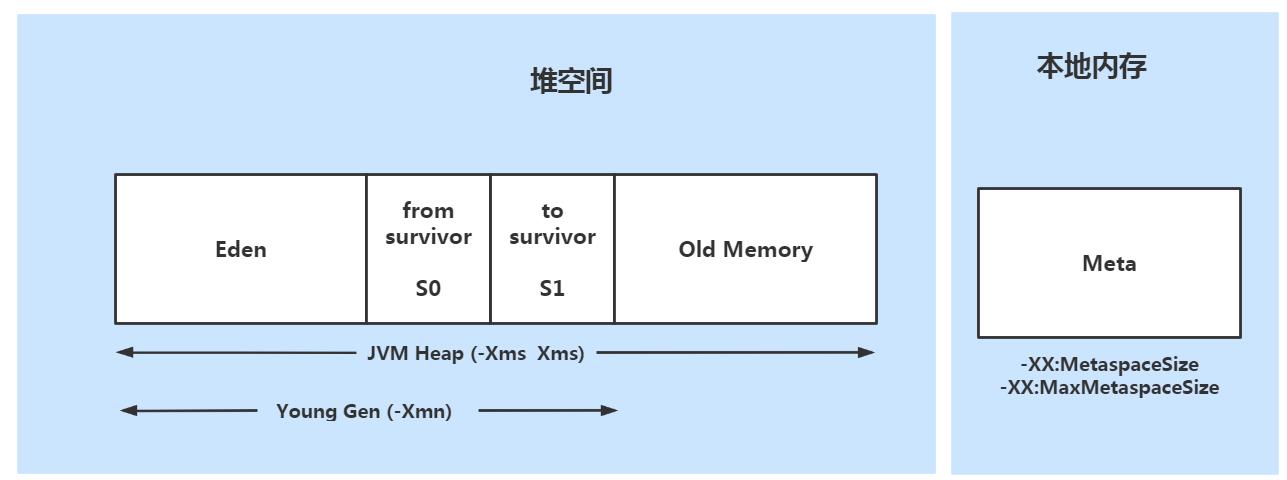 堆空间
本地内存
Eden
from
survivor
S0
to
survivor
S1
Old Memory
Meta
JVM Heap (-Xms  Xms)
Young Gen (-Xmn)
-XX:MetaspaceSize
-XX:MaxMetaspaceSize